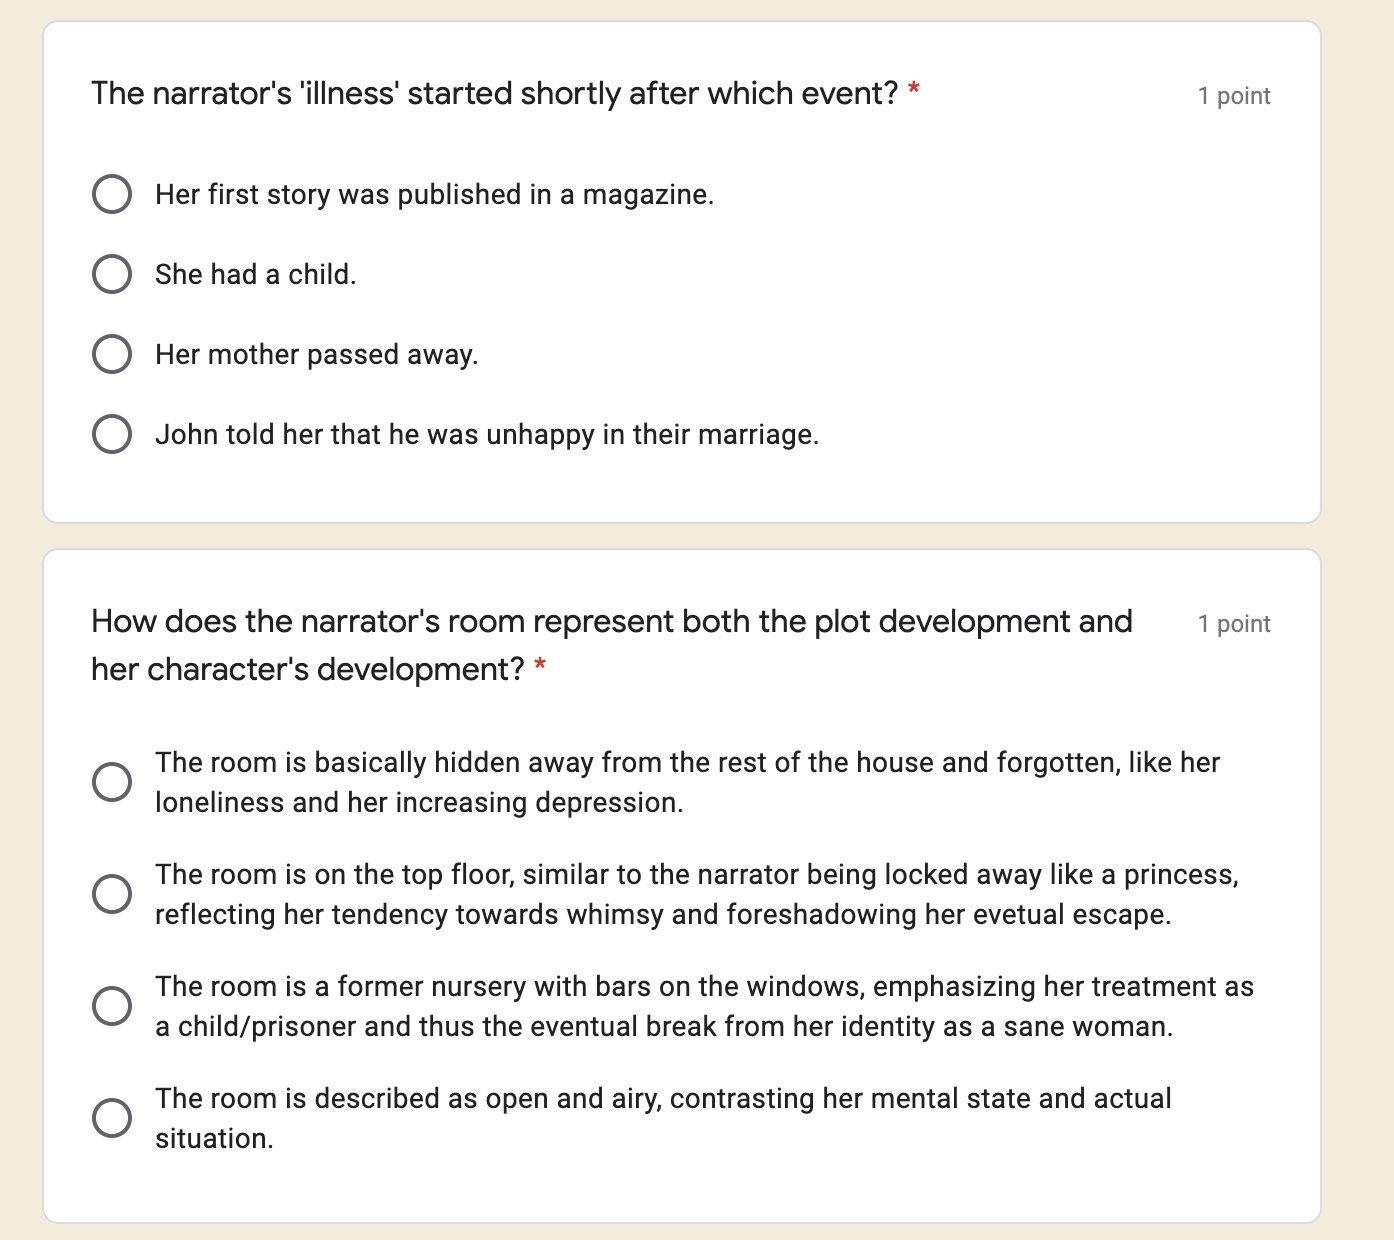 The narrator's 'illness' started shortly after which event? *
1 point
Her first story was published in a magazine.
She had a child.
Her mother passed away.
John told her that he was unhappy in their marriage.
How does the narrator's room represent both the plot development and
her character's development? *
1 point
The room is basically hidden away from the rest of the house and forgotten, like her
loneliness and her increasing depression.
The room is on the top floor, similar to the narrator being locked away like a princess,
reflecting her tendency towards whimsy and foreshadowing her evetual escape.
The room is a former nursery with bars on the windows, emphasizing her treatment as
a child/prisoner and thus the eventual break from her identity as a sane woman.
The room is described as open and airy, contrasting her mental state and actual
situation.